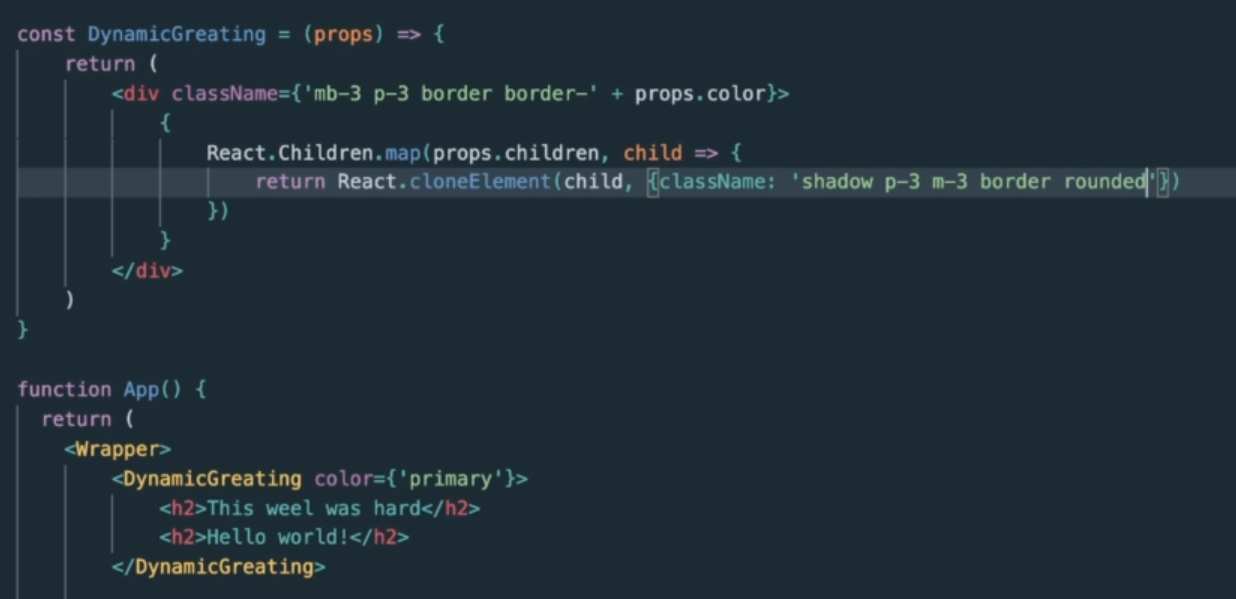 const DynamicGreating = (props) => {
    return (
        <div className={'mb-3 p-3 border border-' + props.color}>
            {
                React.Children.map(props.children, child => {
                    return React.cloneElement(child, {className: 'shadow p-3 m-3 border rounded'})
                })
            }
        </div>
    )
}
function App() {
  return (
    <Wrapper>
        <DynamicGreating color={'primary'}>
            <h2>This weel was hard</h2>
            <h2>Hello world!</h2>
        </DynamicGreating>